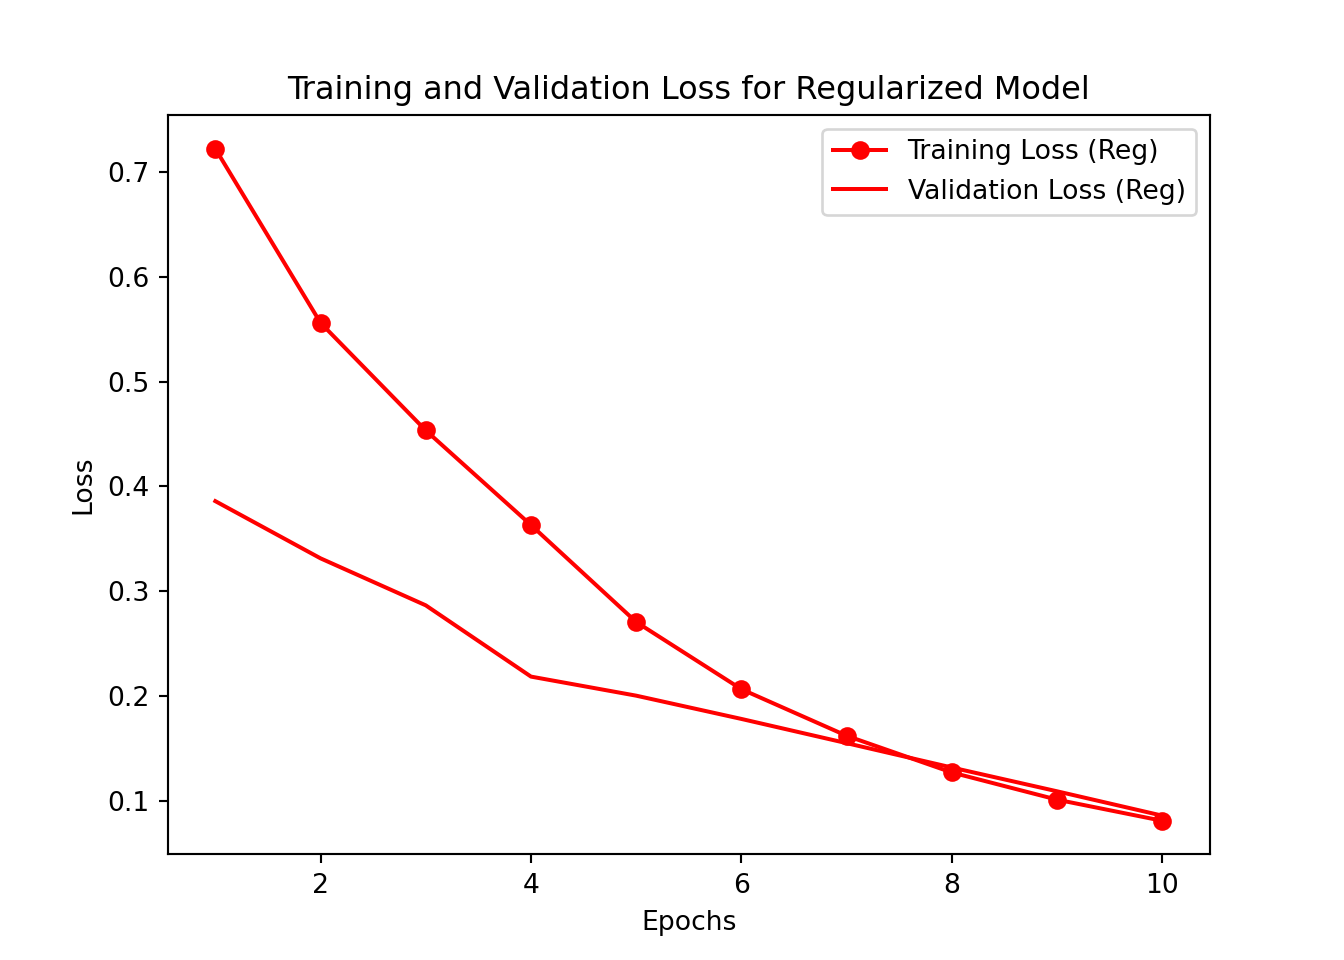 Training and Validation Loss for Regularized Model
Training Loss (Reg)
Validation Loss (Reg)
0.7
0.6
0.5
0.4
0.3
0.2
0.1
Loss
2 4 6 8 10
Epochs